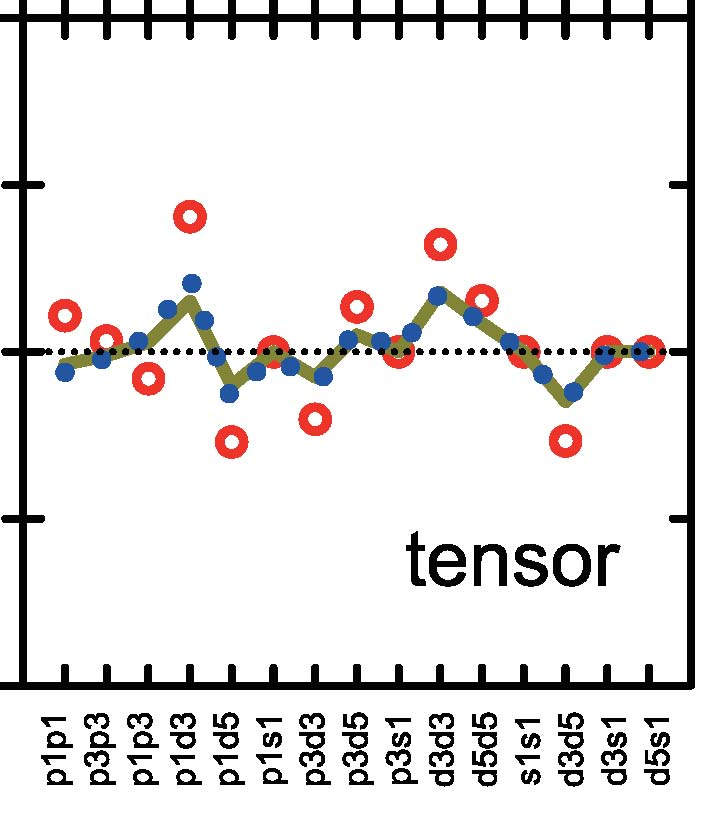 tensor
p1p1
p3p3
p1p3
p1d3
p1d5
p1s1
p3d3
p3d5
p3s1
d3d3
d5d5
s1s1
d3d5
d3s1
d5s1